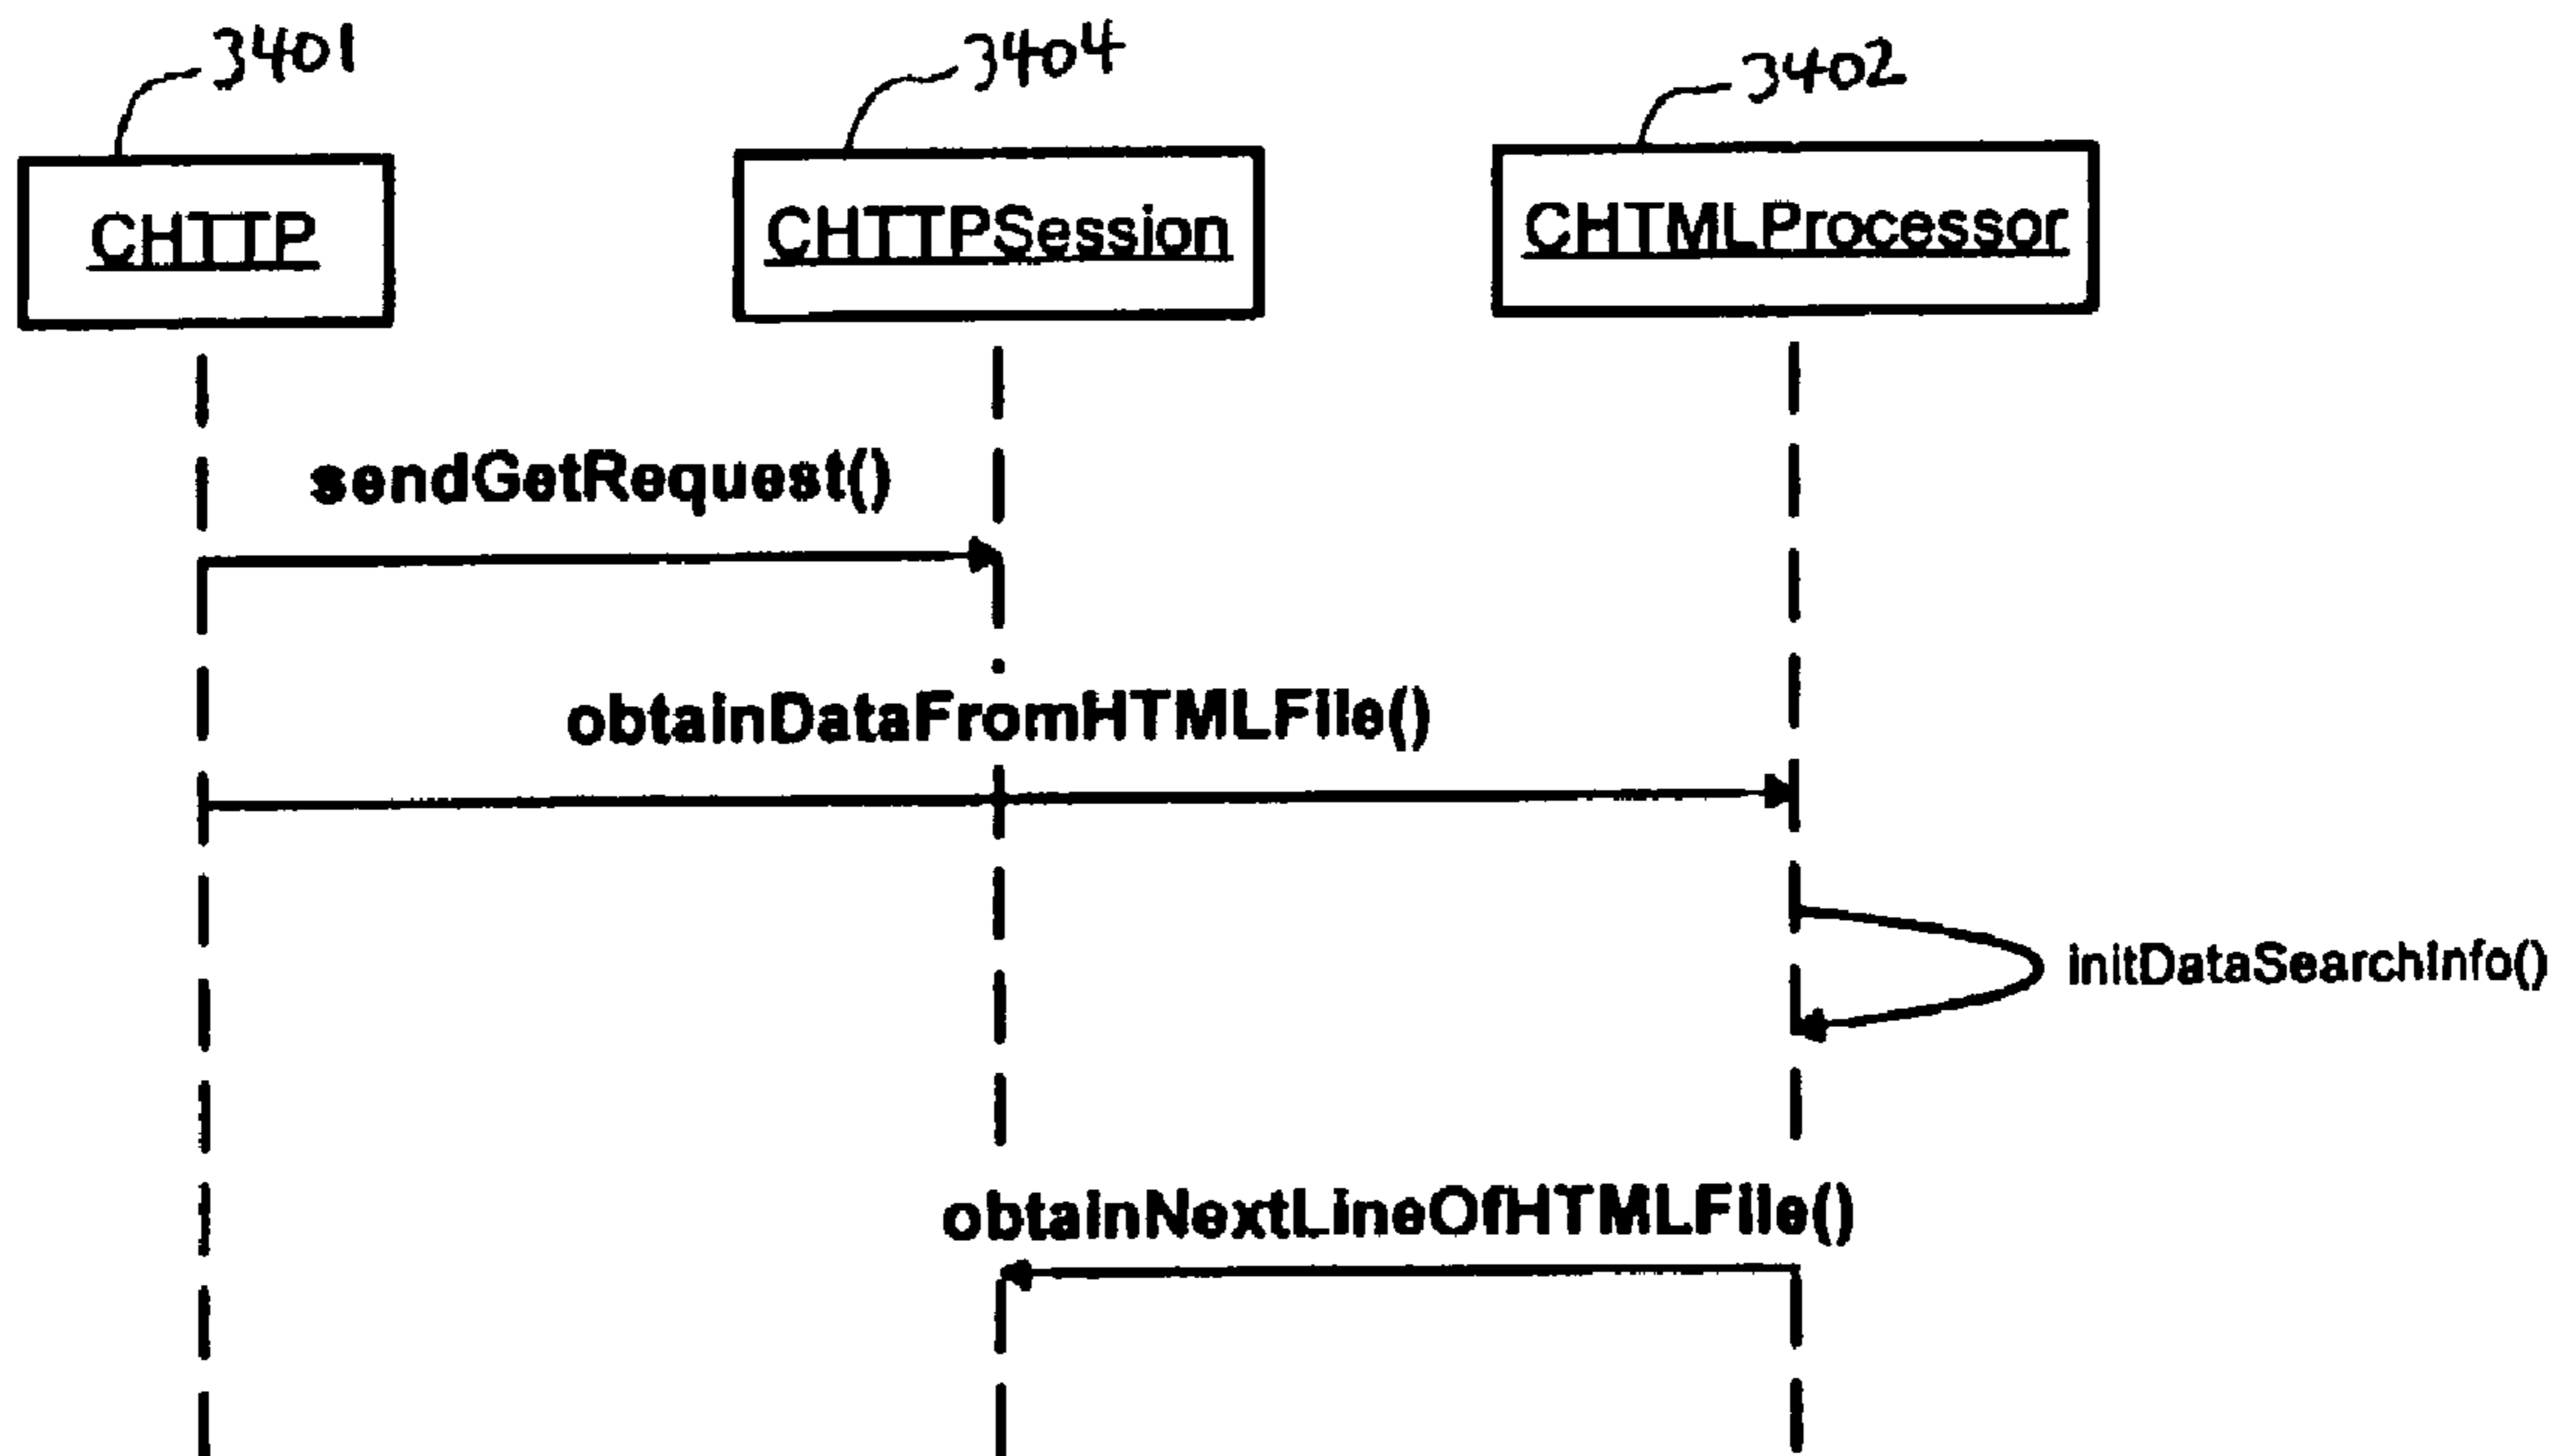 3401
3404
3402
CHTTP
CHTTPSession
CHTMLProcessor
sendGetRequest()
obtainDataFromHTMLFile()
initDataSearchInfo()
obtainNextLineOfHTMLFile()